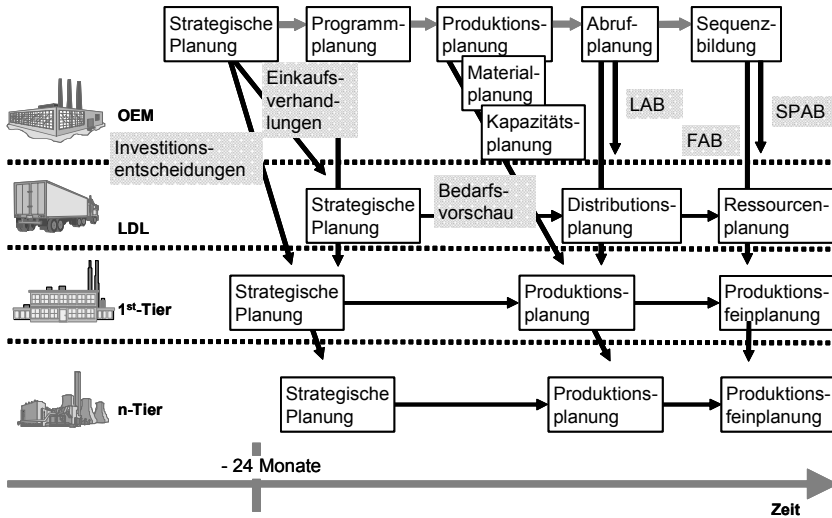 Strategische
Planung
Programm-
planung
Produktions-
planung
Abruf-
planung
Sequenz-
bildung
Material-
planung
Kapazitäts-
planung
Einkaufs-
verhand-
lungen
LAB
SPAB
FAB
OEM
Investitions-
entscheidungen
Strategische
Planung
Bedarfs-
vorschau
Distributions-
planung
Ressourcen-
planung
LDL
Strategische
Planung
Produktions-
planung
Produktions-
feinplanung
1st-Tier
Strategische
Planung
Produktions-
planung
Produktions-
feinplanung
n-Tier
- 24 Monate
Zeit